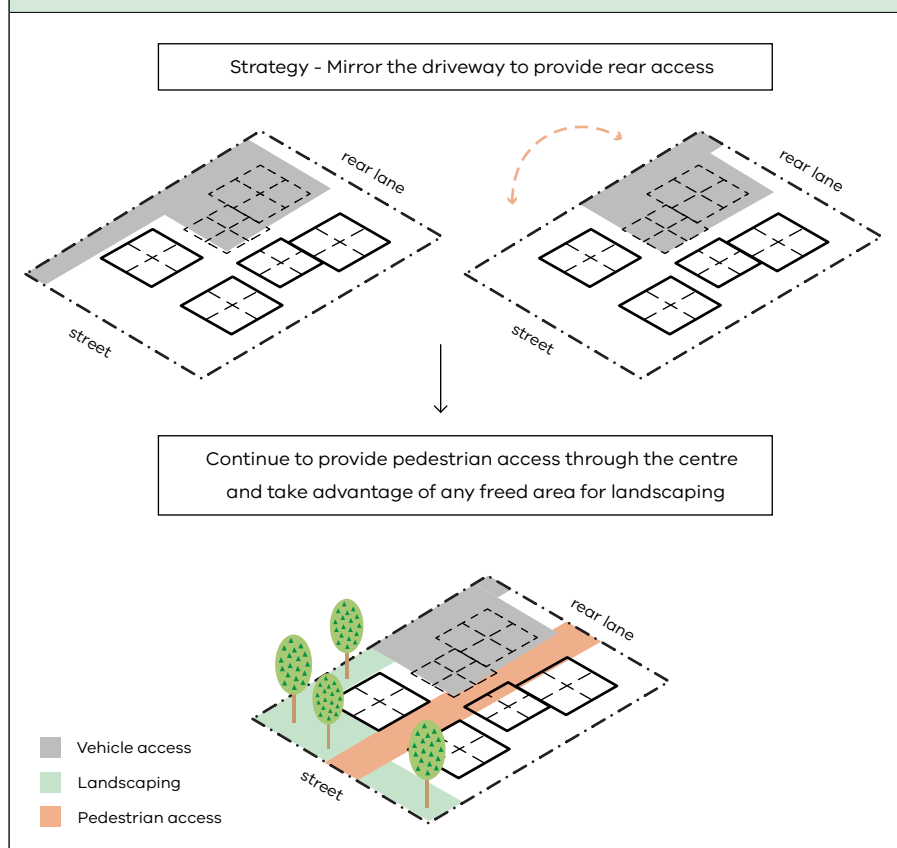 Strategy - Mirror the driveway to provide rear access
rear lane
street
rear lane
street
Continue to provide pedestrian access through the centre
and take advantage of any freed area for landscaping
rear lane
street
Vehicle access
Landscaping
Pedestrian access